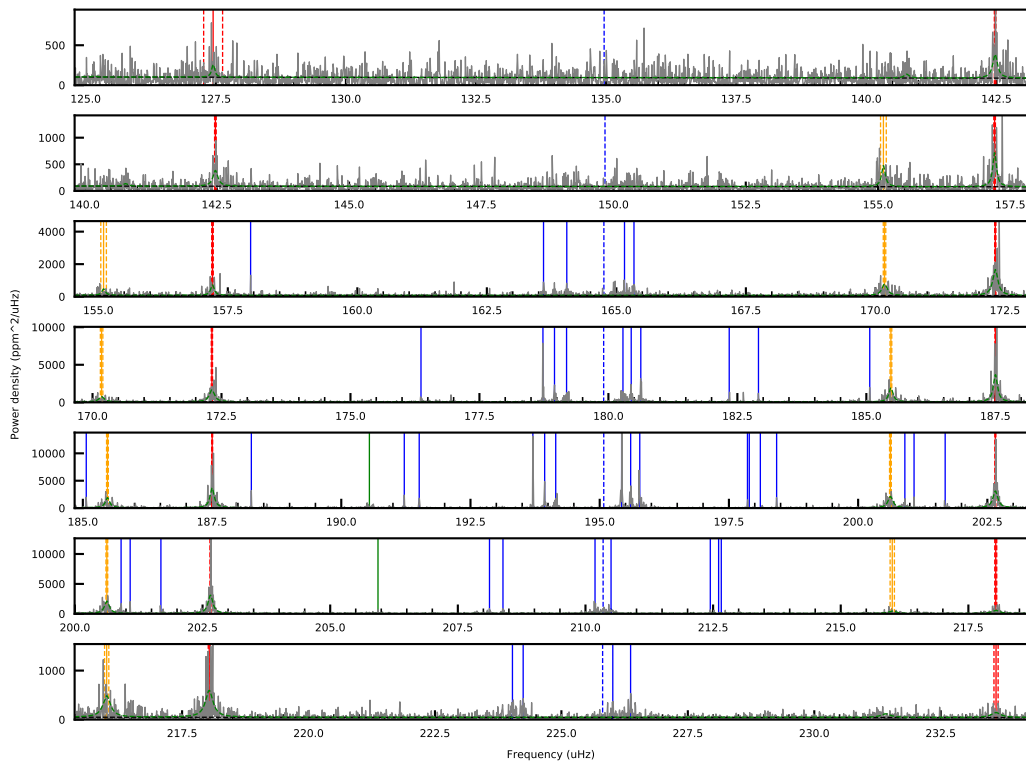 500
0
125.0 127.5 130.0 132.5 135.0 137.5 140.0 142.5
1000
500
0
140.0 142.5 145.0 147.5 150.0 152.5 155.0 157.5
4000
2000
0
155.0 157.5 160.0 162.5 165.0 167.5 170.0 172.5
10000
5000
0
170.0 172.5 175.0 177.5 180.0 182.5 185.0 187.5
Power density (ppm^2/uHz)
10000
5000
0
185.0 187.5 190.0 192.5 195.0 197.5 200.0 202.5
10000
5000
0
200.0 202.5 205.0 207.5 210.0 212.5 215.0 217.5
1000
0
217.5 220.0 222.5 225.0 227.5 230.0 232.5
Frequency (uHz)